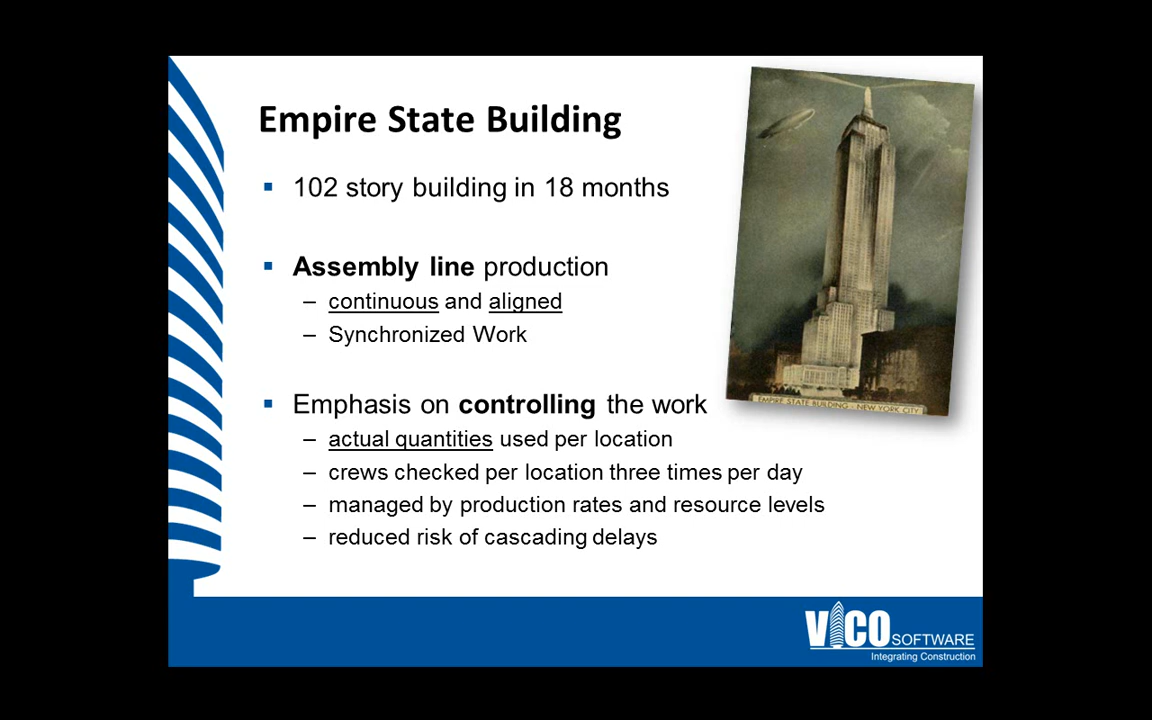 Empire State Building
102 story building in 18 months
Assembly line production
– continuous and aligned
– Synchronized Work
Emphasis on controlling the work
– actual quantities used per location
– crews checked per location three times per day
– managed by production rates and resource levels
– reduced risk of cascading delays
EMPIRE STATE BUILDING NEW YORK CITY
VICO SOFTWARE
Integrating Construction